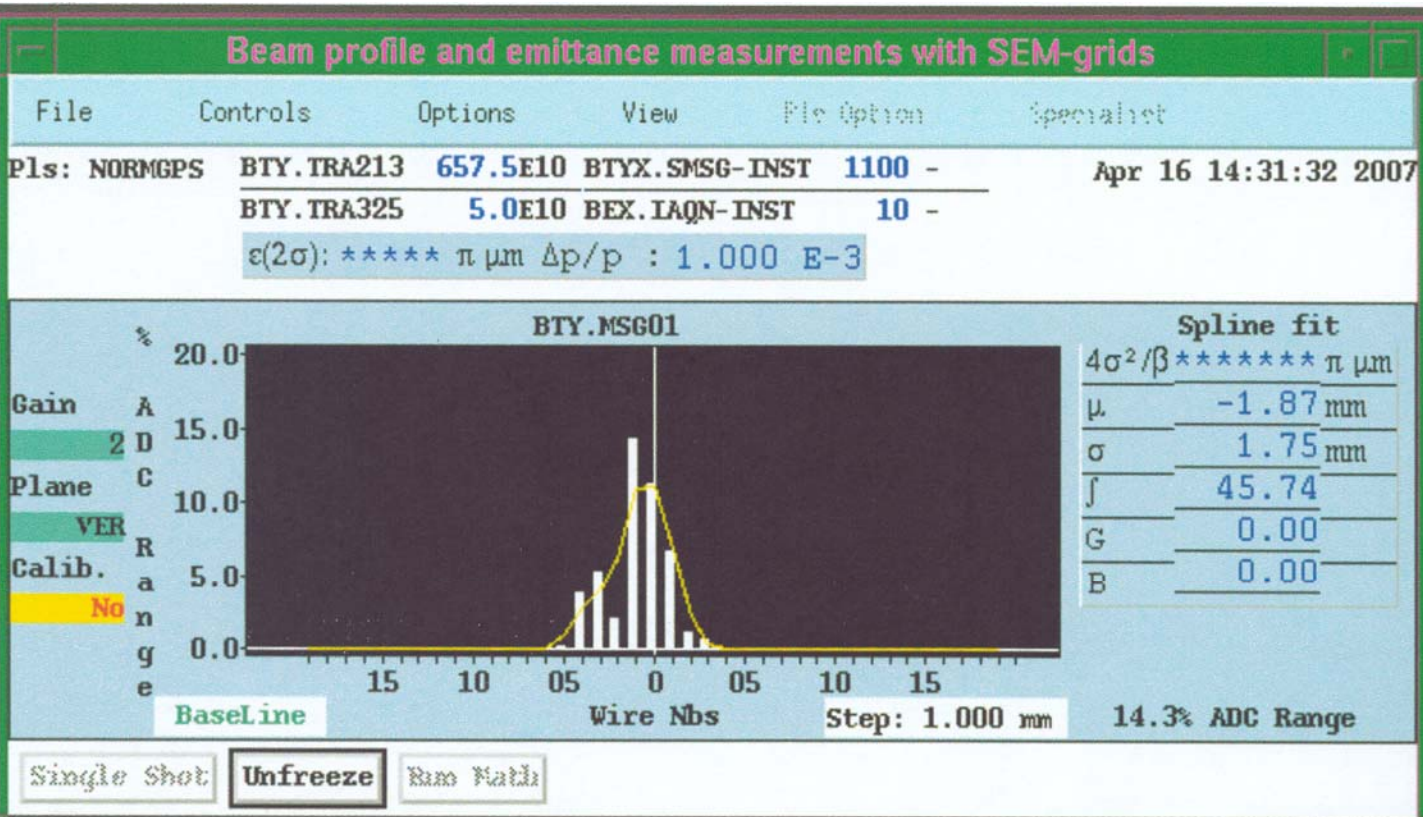 Beam profile and emittance measurements with SEM-grids
File Controls Options View Pls Option Specialist
Pls: NORMGPS BTY.TRA213 657.5E10 BTYX.SMSG-INST 1100 - Apr 16 14:31:32 2007
BTY.TRA325 5.0E10 BEX.IAQN-INST 10 -
ε(2σ): ***** π µm Δp/p : 1.000 E-3
BTY.MSG01
% ADC Range
20.0
15.0
10.0
5.0
0.0
15 10 05 0 05 10 15
BaseLine Wire Nbs Step: 1.000 mm 14.3% ADC Range
Gain
2
Plane
VER
Calib.
No
Spline fit
4σ²/β ******* π µm
µ -1.87 mm
σ 1.75 mm
∫ 45.74
G 0.00
B 0.00
Single Shot Unfreeze Run Math